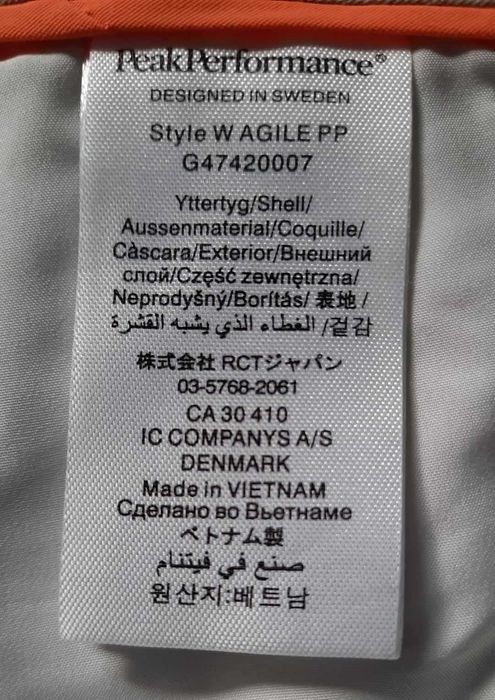 PeakPerformance®
DESIGNED IN SWEDEN
Style W AGILE PP
G47420007
Yttertyg/Shell/
Aussenmaterial/Coquille/
Càscara/Exterior/Внешний
слой/Część zewnętrzna/
Neprodyšný/Borítás/ 表地 /
겉감/ الغطاء الذي يشبه القشرة
株式会社 RCTジャパン
03-5768-2061
CA 30 410
IC COMPANYS A/S
DENMARK
Made in VIETNAM
Сделано во Вьетнаме
ベトナム製
صنع في فيتنام
원산지:베트남